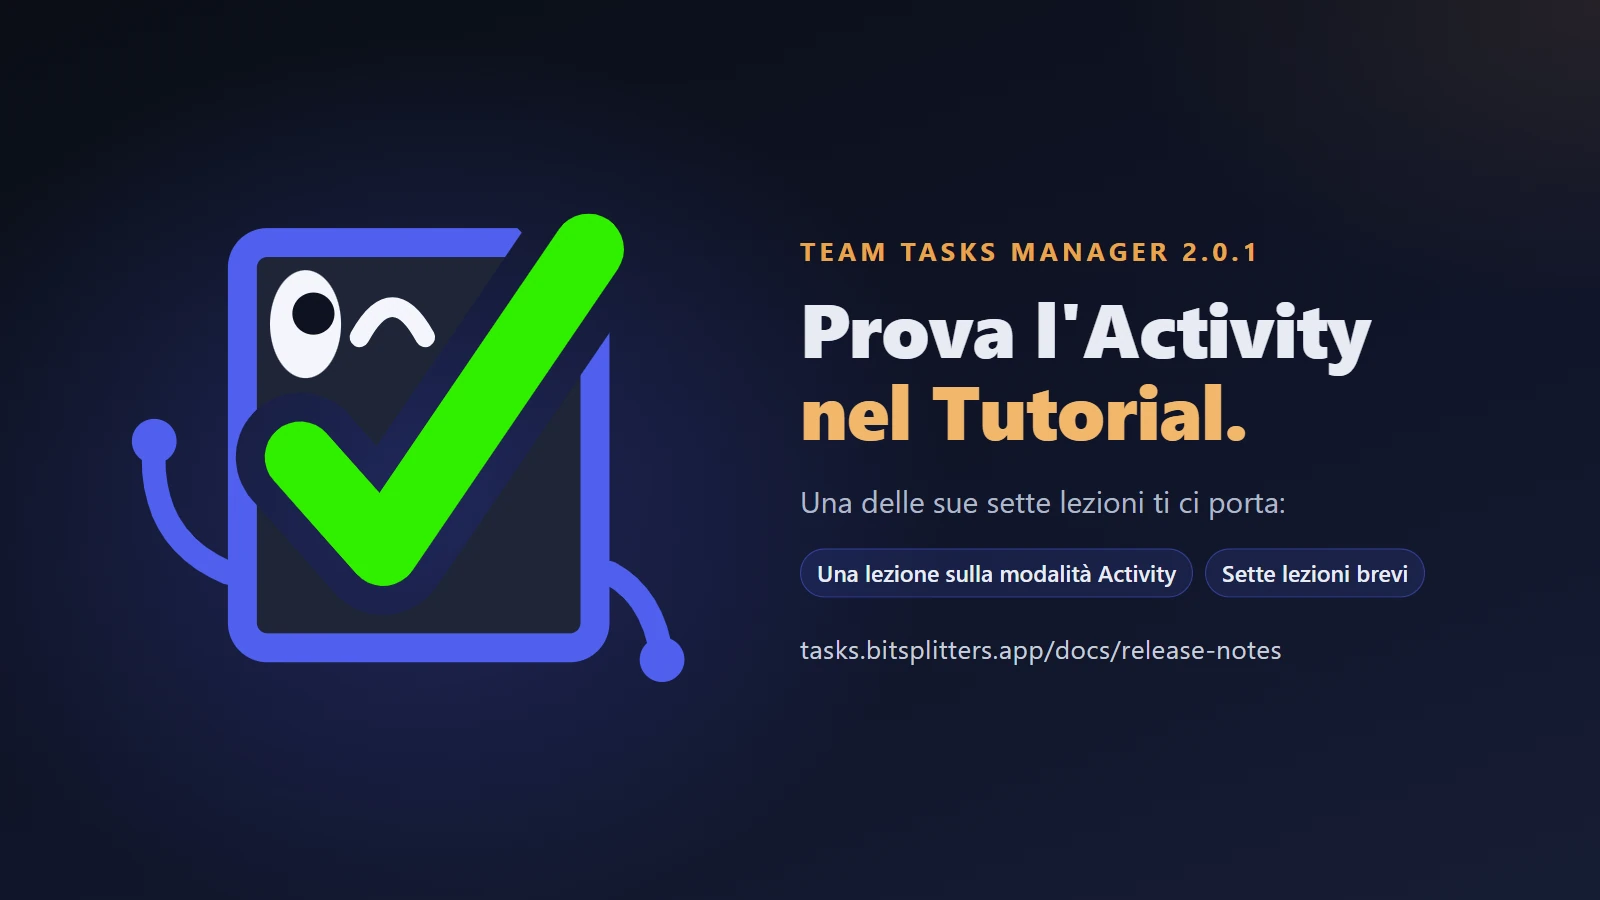 TEAM TASKS MANAGER 2.0.1
Prova l'Activity
nel Tutorial.
Una delle sue sette lezioni ti ci porta:
Una lezione sulla modalità Activity
Sette lezioni brevi
tasks.bitsplitters.app/docs/release-notes